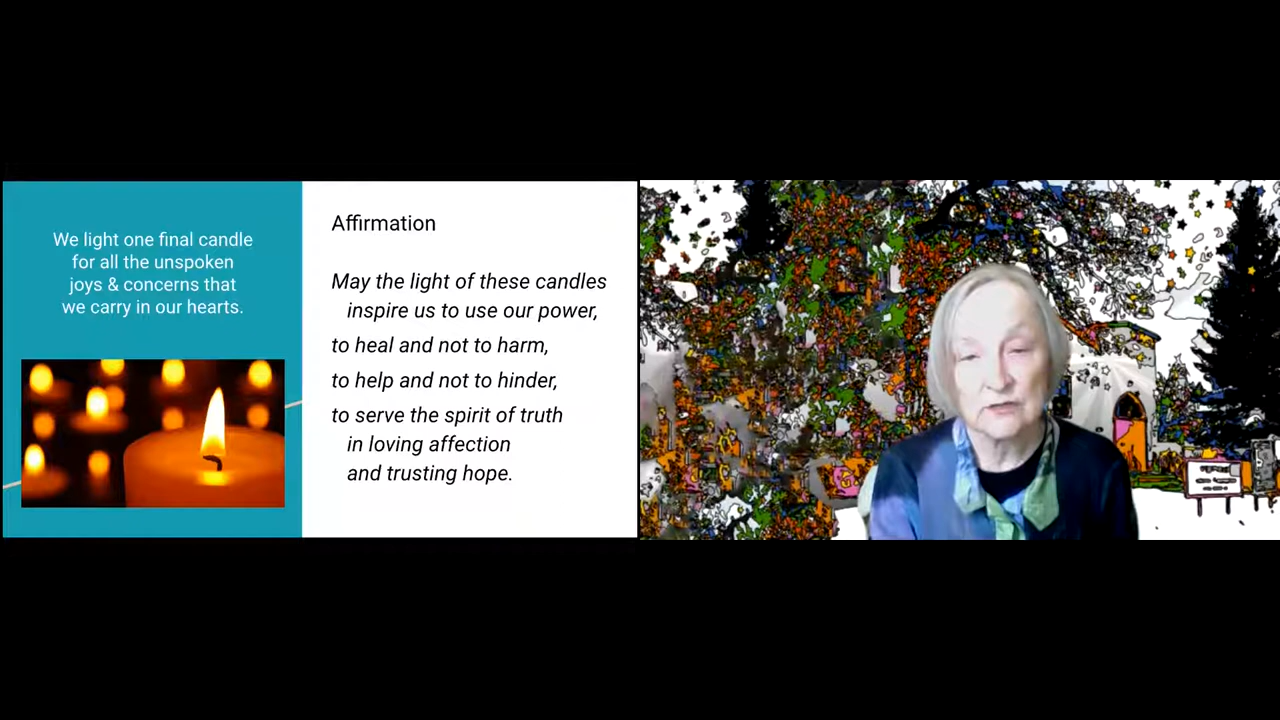 We light one final candle
for all the unspoken
joys & concerns that
we carry in our hearts.
Affirmation
May the light of these candles
inspire us to use our power,
to heal and not to harm,
to help and not to hinder,
to serve the spirit of truth
in loving affection
and trusting hope.